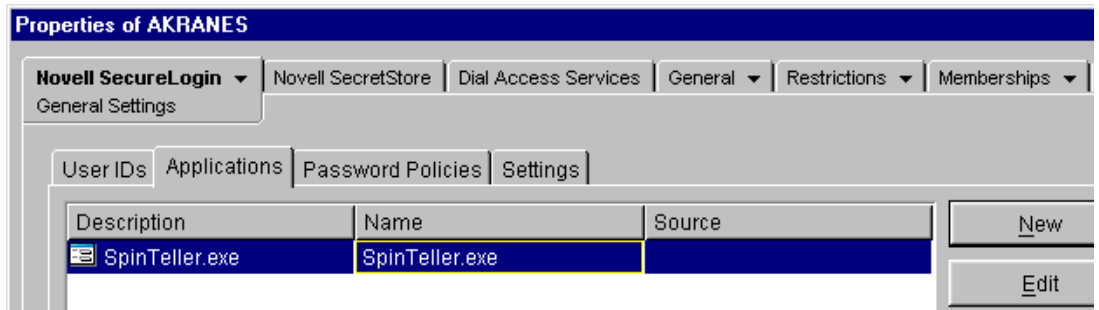 Properties of AKRANES
Novell SecureLogin Novell SecretStore Dial Access Services General Restrictions Memberships
General Settings
User IDs Applications Password Policies Settings
Description Name Source New
SpinTeller.exe SpinTeller.exe
Edit